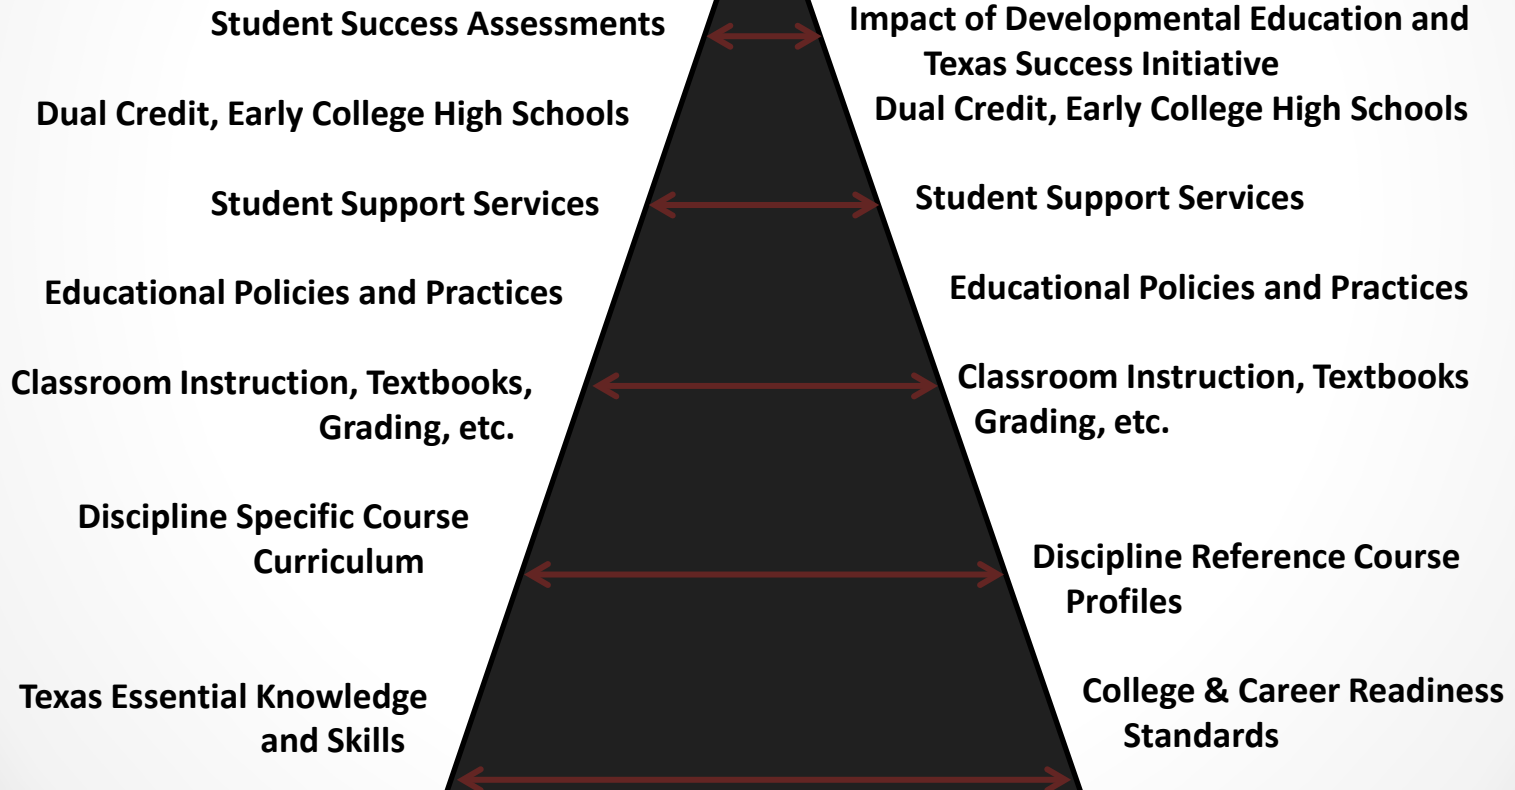 Student Success Assessments
Dual Credit, Early College High Schools
Student Support Services
Educational Policies and Practices
Classroom Instruction, Textbooks,
Grading, etc.
Discipline Specific Course
Curriculum
Texas Essential Knowledge
and Skills
Impact of Developmental Education and
Texas Success Initiative
Dual Credit, Early College High Schools
Student Support Services
Educational Policies and Practices
Classroom Instruction, Textbooks
Grading, etc.
Discipline Reference Course
Profiles
College & Career Readiness
Standards